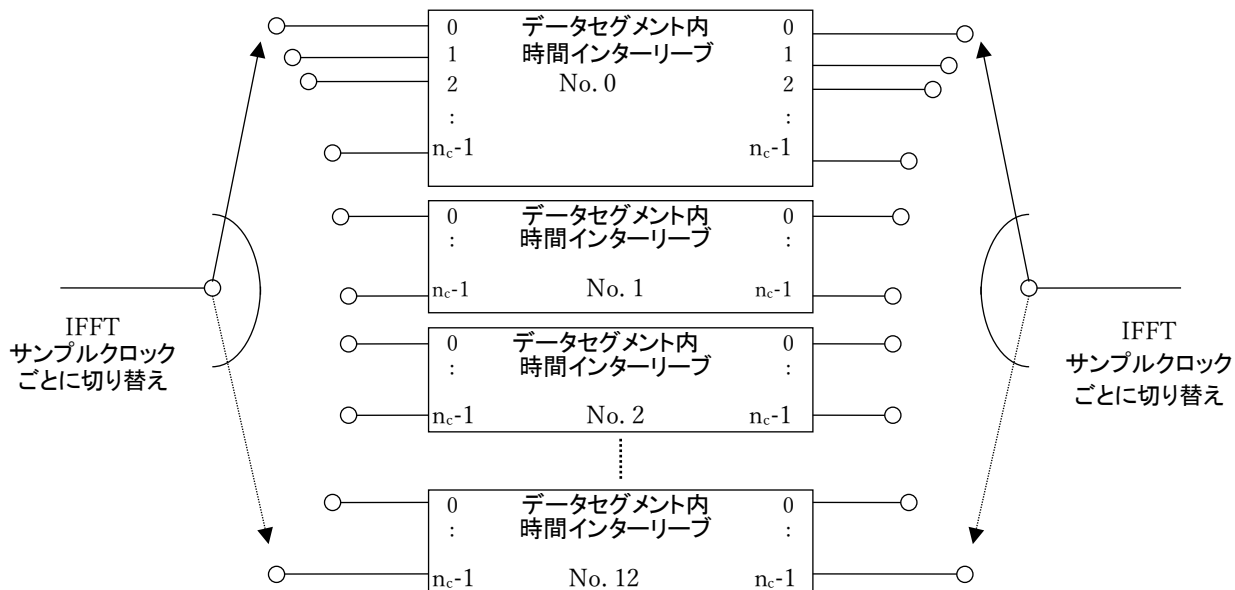 0 データセグメント内 0
1 時間インターリーブ 1
2 No. 0 2
: :
nc-1 nc-1
0 データセグメント内 0
: 時間インターリーブ :
nc-1 No. 1 nc-1
0 データセグメント内 0
: 時間インターリーブ :
nc-1 No. 2 nc-1
0 データセグメント内 0
: 時間インターリーブ :
nc-1 No. 12 nc-1
IFFT
サンプルクロック
ごとに切り替え
IFFT
サンプルクロック
ごとに切り替え